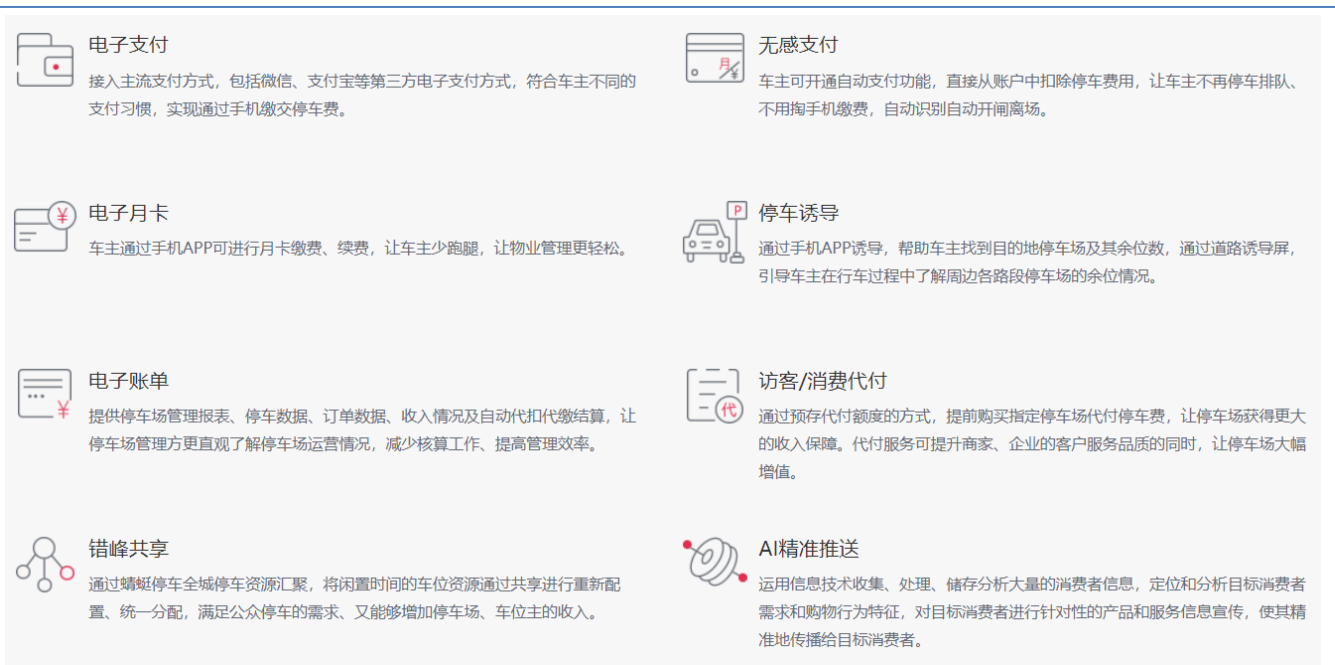 电子支付
接入主流支付方式，包括微信、支付宝等第三方电子支付方式，符合车主不同的
支付习惯，实现通过手机缴交停车费。
月
¥
无感支付
车主可开通自动支付功能，直接从账户中扣除停车费用，让车主不再停车排队、
不用掏手机缴费，自动识别自动开闸离场。
¥
电子月卡
车主通过手机APP可进行月卡缴费、续费，让车主少跑腿，让物业管理更轻松。
P
停车诱导
通过手机APP诱导，帮助车主找到目的地停车场及其余位数，通过道路诱导屏，
引导车主在行车过程中了解周边各路段停车场的余位情况。
¥
电子账单
提供停车场管理报表、停车数据、订单数据、收入情况及自动代扣代缴结算，让
停车场管理方更直观了解停车场运营情况，减少核算工作、提高管理效率。
代
访客/消费代付
通过预存代付额度的方式，提前购买指定停车场代付停车费，让停车场获得更大
的收入保障。代付服务可提升商家、企业的客户服务品质的同时，让停车场大幅
增值。
错峰共享
通过蜻蜓停车全城停车资源汇聚，将闲置时间的车位资源通过共享进行重新配
置、统一分配，满足公众停车的需求、又能够增加停车场、车位主的收入。
AI精准推送
运用信息技术收集、处理、储存分析大量的消费者信息，定位和分析目标消费者
需求和购物行为特征，对目标消费者进行针对性的产品和服务信息宣传，使其精
准地传播给目标消费者。